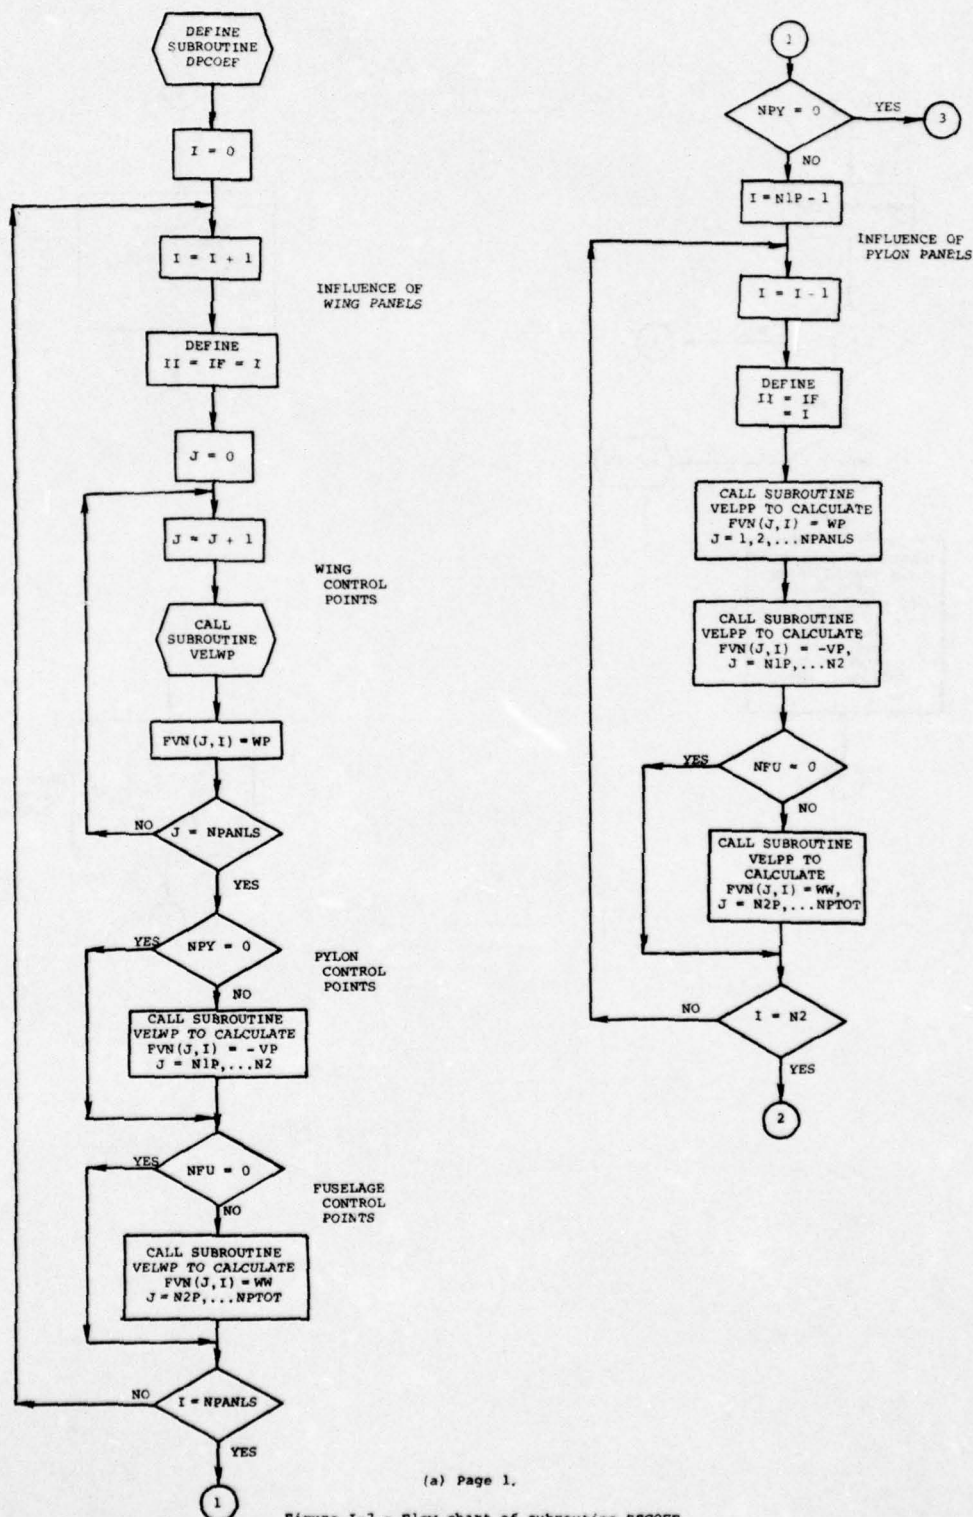 DEFINE
SUBROUTINE
DPCOEF
I = 0
I = I + 1
INFLUENCE OF
WING PANELS
DEFINE
II = IF = I
J = 0
J = J + 1
WING
CONTROL
POINTS
CALL
SUBROUTINE
VELWP
FVN(J,I) = WP
NO
J = NPANLS
YES
YES
NPY = 0
PYLON
CONTROL
POINTS
NO
CALL SUBROUTINE
VELWP TO CALCULATE
FVN(J,I) = -VP
J = N1P,...N2
YES
NFU = 0
FUSELAGE
CONTROL
POINTS
NO
CALL SUBROUTINE
VELWP TO CALCULATE
FVN(J,I) = WW
J = N2P,...NPTOT
NO
I = NPANLS
YES
1
1
NPY = 0
YES
3
NO
I = N1P - 1
INFLUENCE OF
PYLON PANELS
I = I - 1
DEFINE
II = IF
= I
CALL SUBROUTINE
VELPP TO CALCULATE
FVN(J,I) = WP
J = 1,2,...NPANLS
CALL SUBROUTINE
VELPP TO CALCULATE
FVN(J,I) = -VP,
J = N1P,...N2
YES
NFU = 0
NO
CALL SUBROUTINE
VELPP TO
CALCULATE
FVN(J,I) = WW,
J = N2P,...NPTOT
NO
I = N2
YES
2
(a) Page 1.